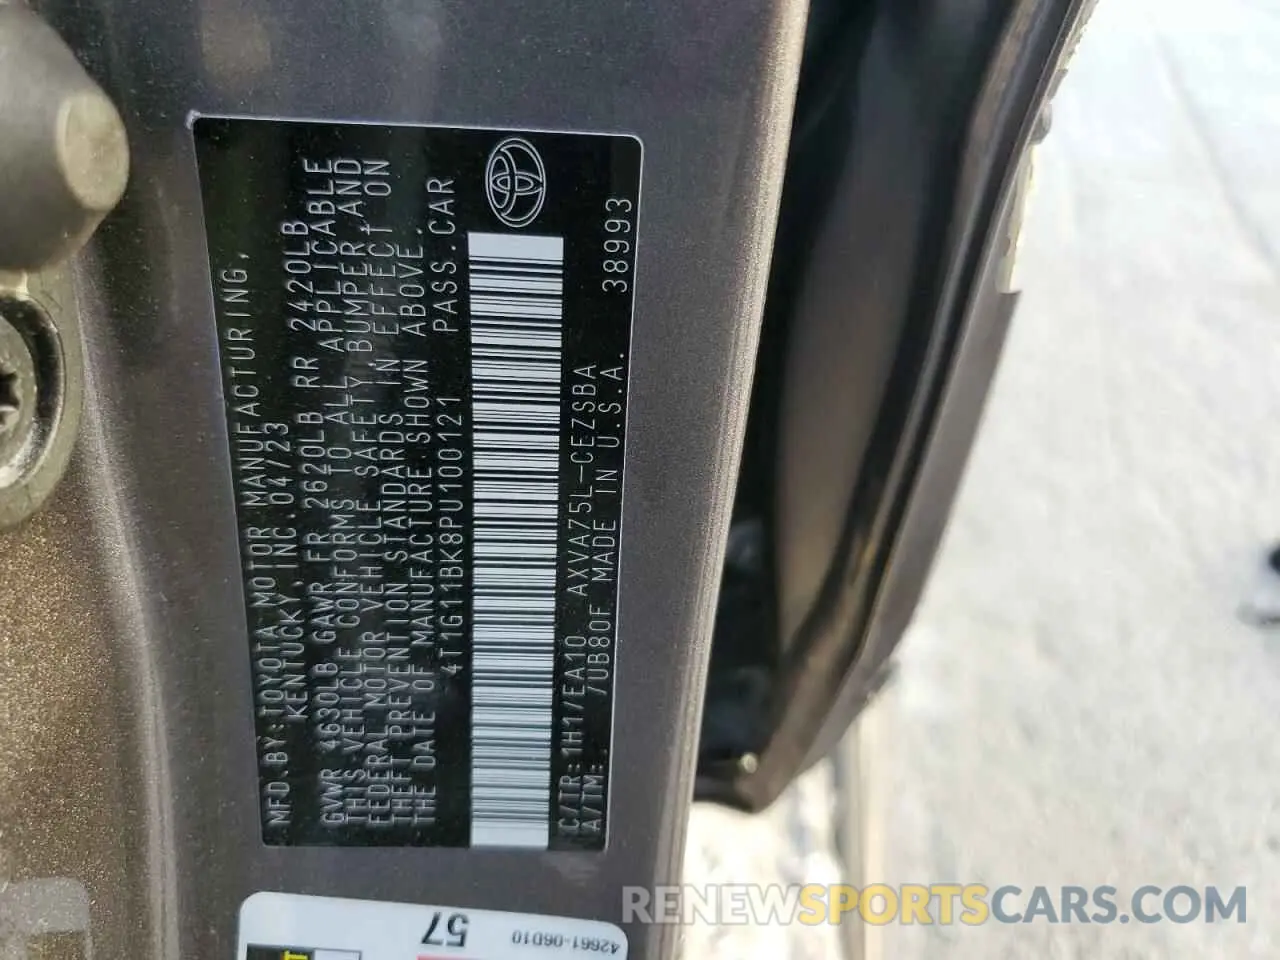 MFD. BY: TOYOTA MOTOR MANUFACTURING,
KENTUCKY, INC. 04/23
GVWR 4630LB GAWR FR 2620LB RR 2420LB
THIS VEHICLE CONFORMS TO ALL APPLICABLE
FEDERAL MOTOR VEHICLE SAFETY, BUMPER, AND
THEFT PREVENTION STANDARDS IN EFFECT ON
THE DATE OF MANUFACTURE SHOWN ABOVE.
4T1G11BK8PU100121 PASS.CAR
C/TR: 1H1/EA10 AXVA75L-CEZSBA
A/TM: /UB80F MADE IN U.S.A. 38993
57
42661-06D10
RENEWSPORTSCARS.COM